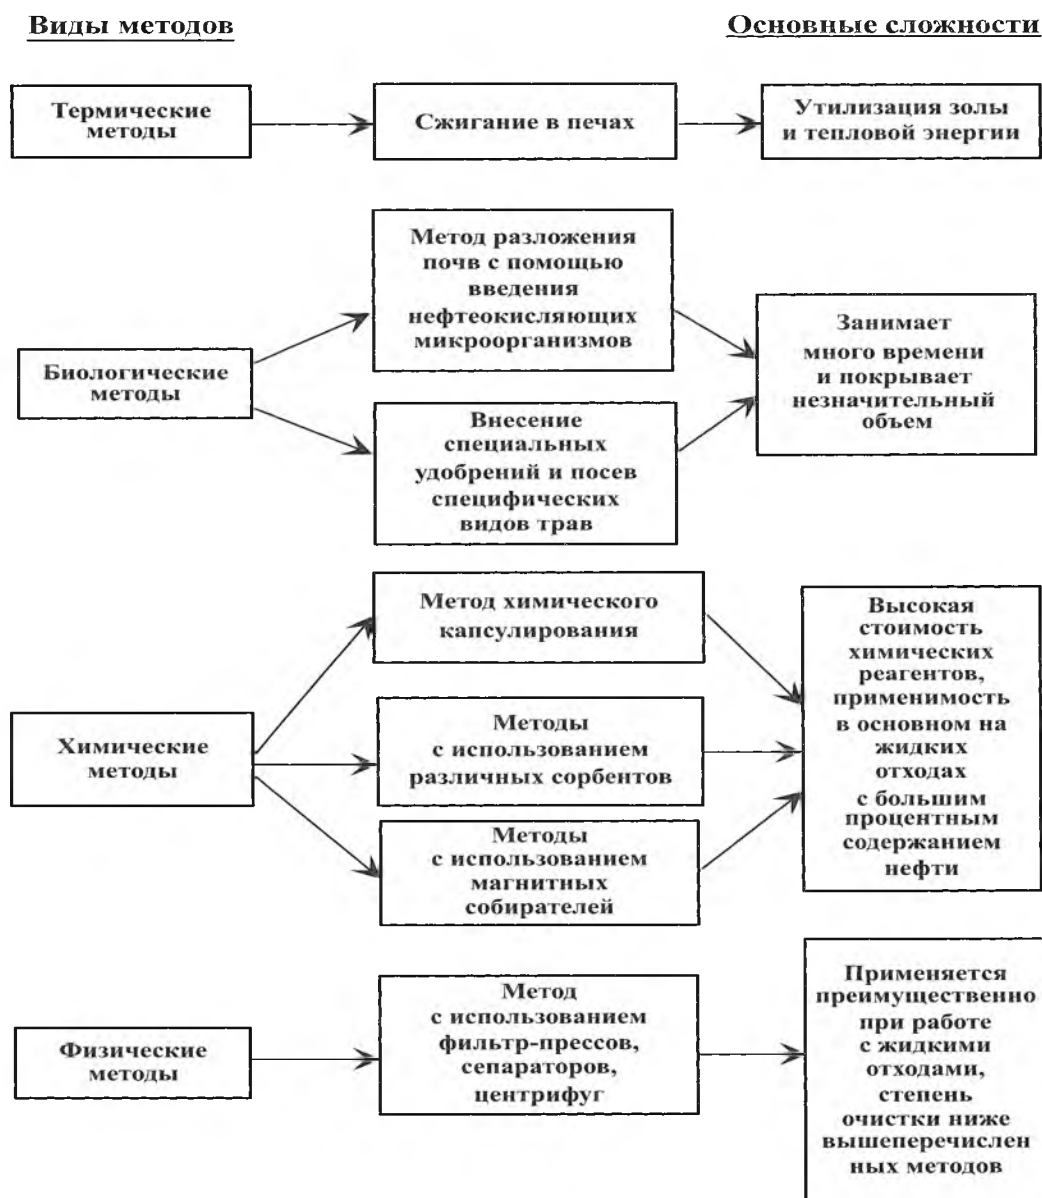 Виды методов
Основные сложности
Термические
методы
Сжигание в печах
Утилизация золы
и тепловой энергии
Биологические
методы
Метод разложения
почв с помощью
введения
нефтеокисляющих
микроорганизмов
Внесение
специальных
удобрений и посев
специфических
видов трав
Занимает
много времени
и покрывает
незначительный
объем
Химические
методы
Метод химического
капсулирования
Методы
с использованием
различных сорбентов
Методы
с использованием
магнитных
собирателей
Высокая
стоимость
химических
реагентов,
применимость
в основном на
жидких
отходах
с большим
процентным
содержанием
нефти
Физические
методы
Метод
с использованием
фильтр-прессов,
сепараторов,
центрифуг
Применяется
преимущественно
при работе
с жидкими
отходами,
степень
очистки ниже
вышеперечислен
ных методов